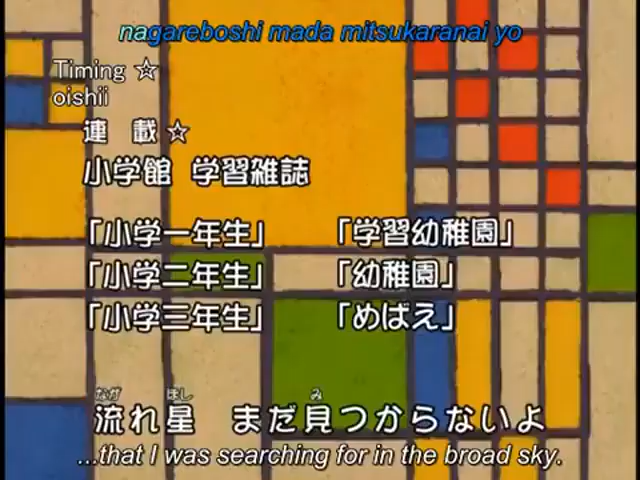 nagareboshi mada mitsukaranai yo
Timing ☆
oishii
連 載 ☆
小学館 学習雑誌
「小学一年生」 「学習幼稚園」
「小学二年生」 「幼稚園」
「小学三年生」 「めばえ」
なが ぼし み
流れ星 まだ見つからないよ
...that I was searching for in the broad sky.